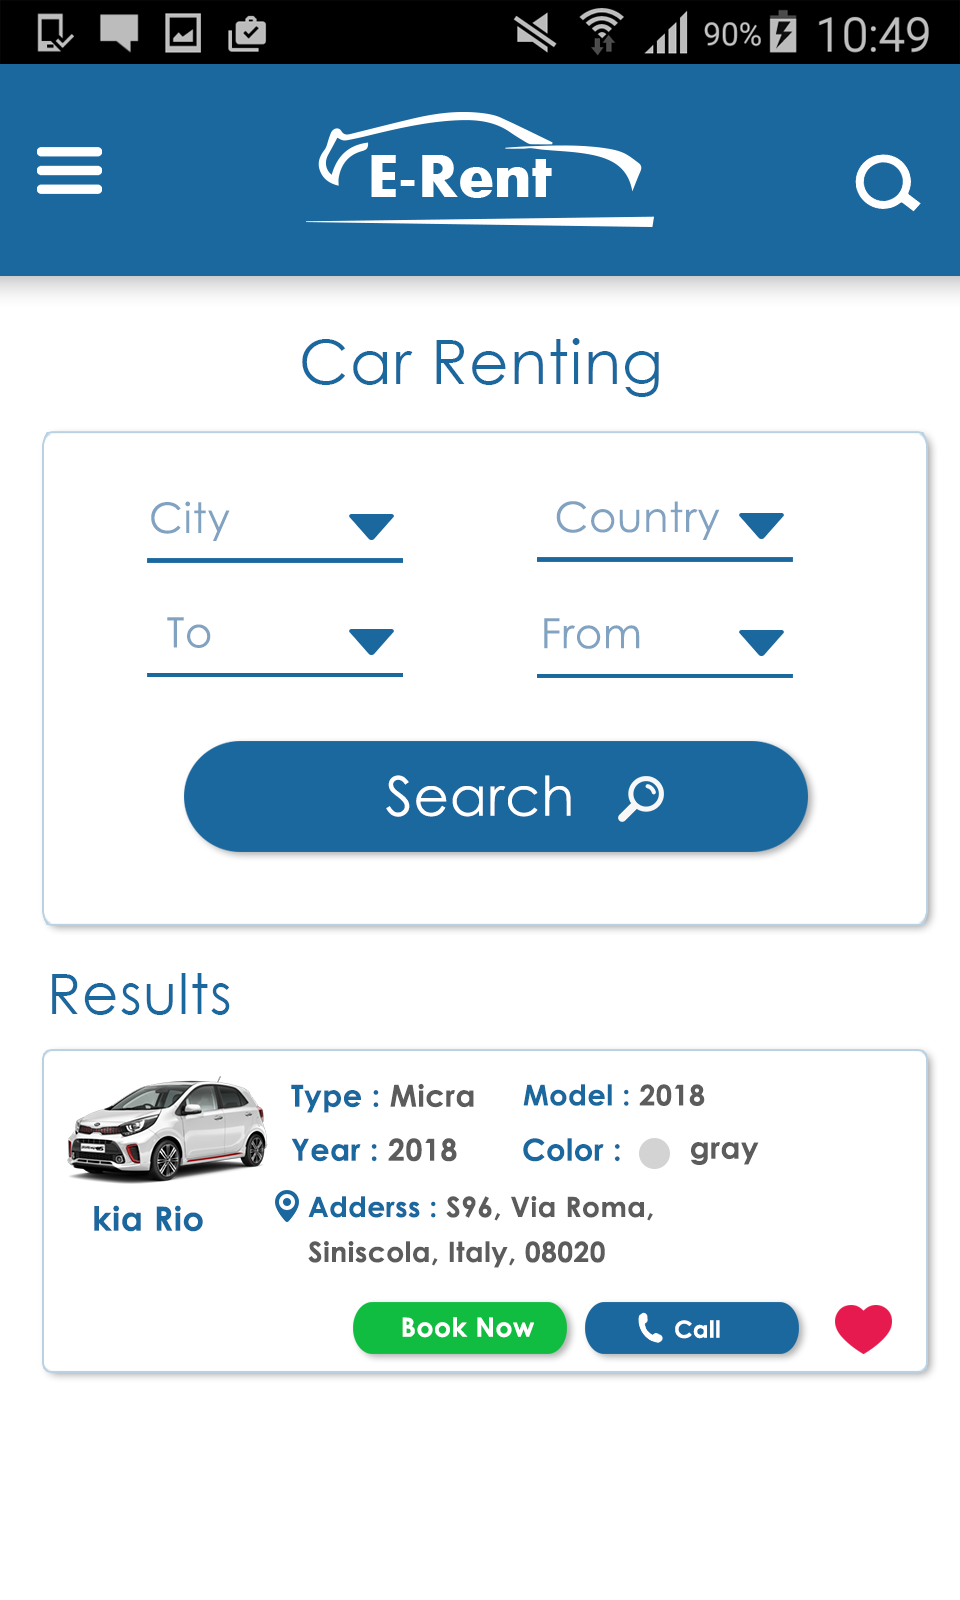 90% 10:49
E-Rent
Car Renting
City Country
To From
Search
Results
Type : Micra Model : 2018
Year : 2018 Color : gray
kia Rio
Adderss : S96, Via Roma,
Siniscola, Italy, 08020
Book Now Call